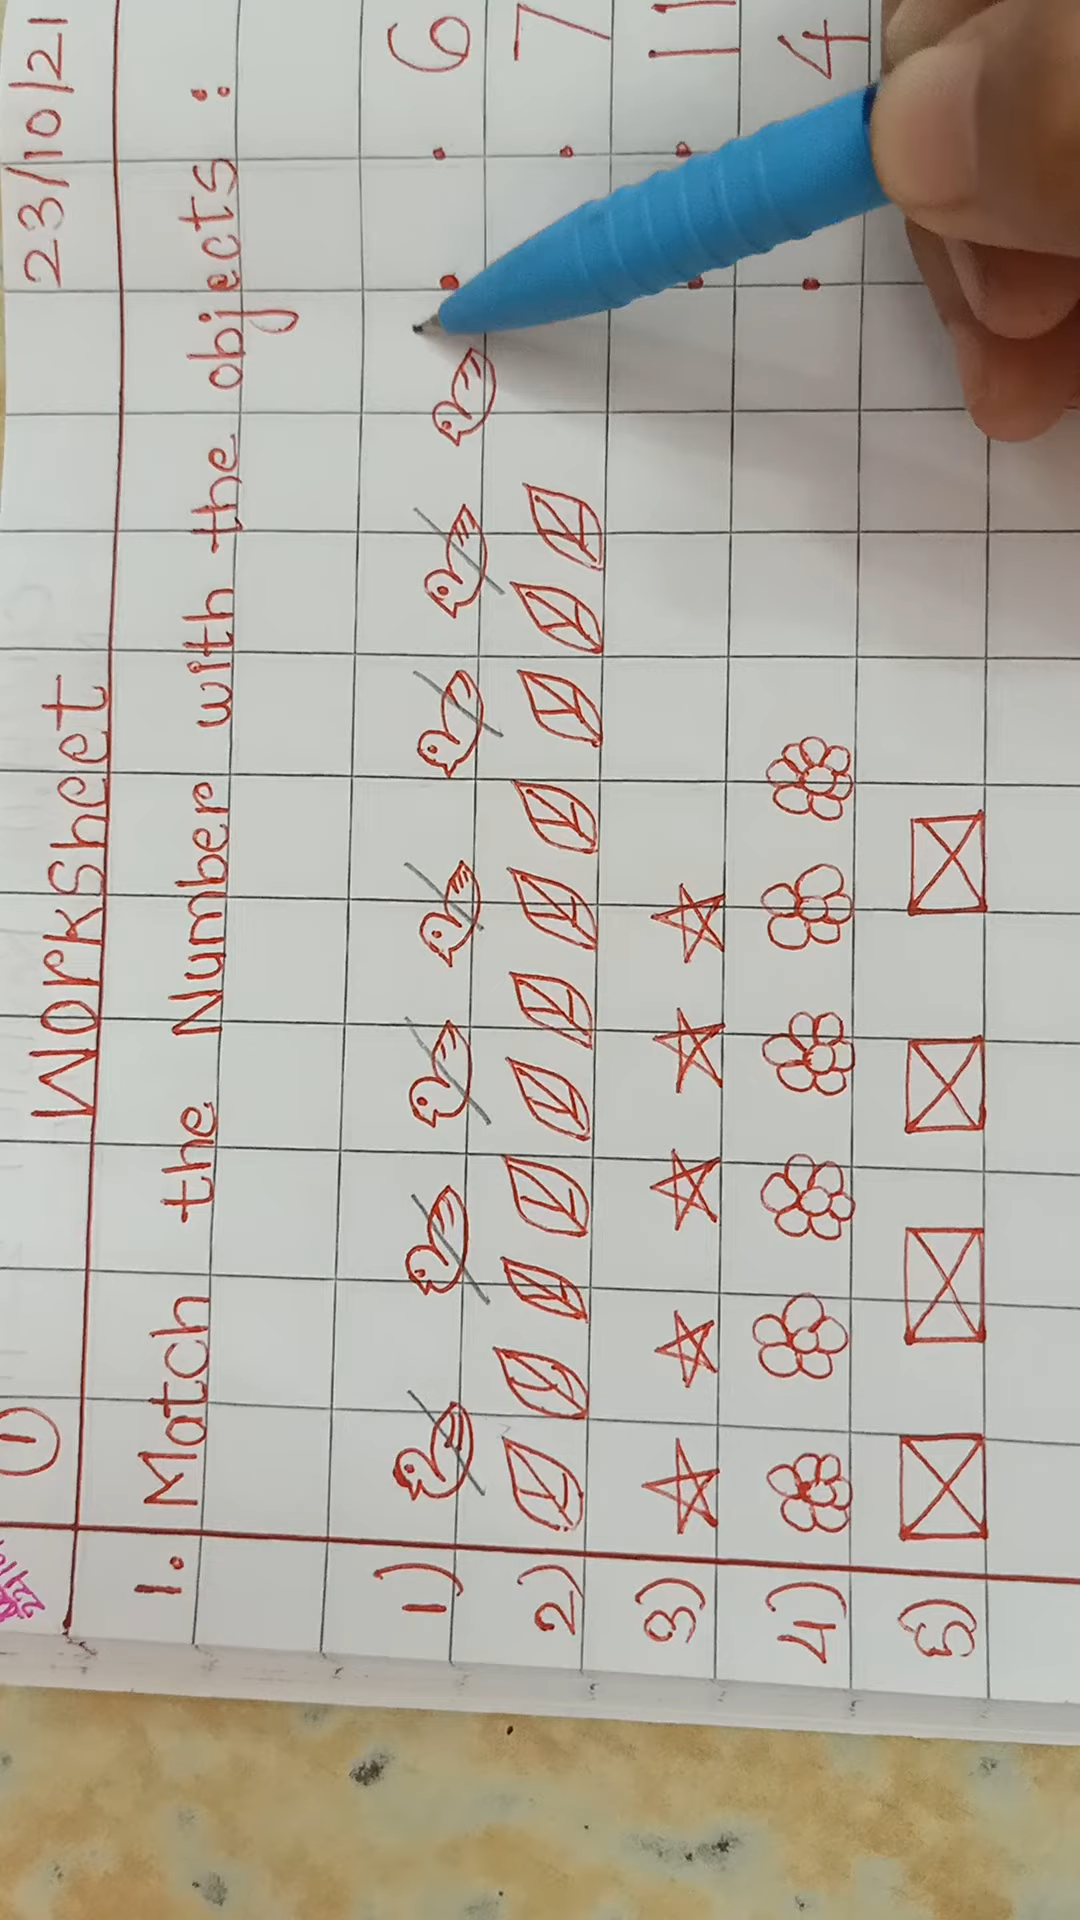 ① Worksheet 23/10/21
1. Match the Number with the objects :
1) 6
2) 7
3) 11
4) 4
5)